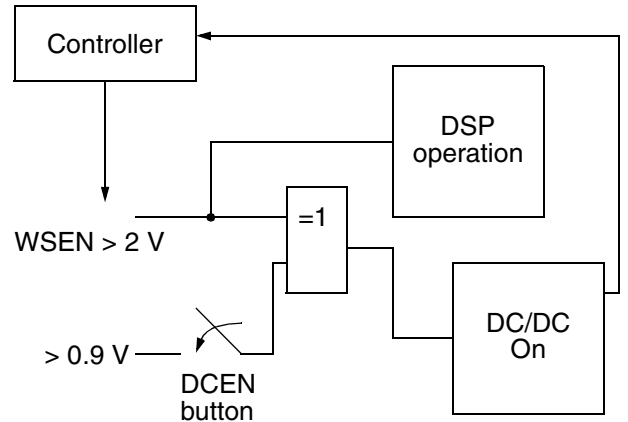 Controller
DSP
operation
=1
WSEN > 2 V
DC/DC
On
> 0.9 V
DCEN
button